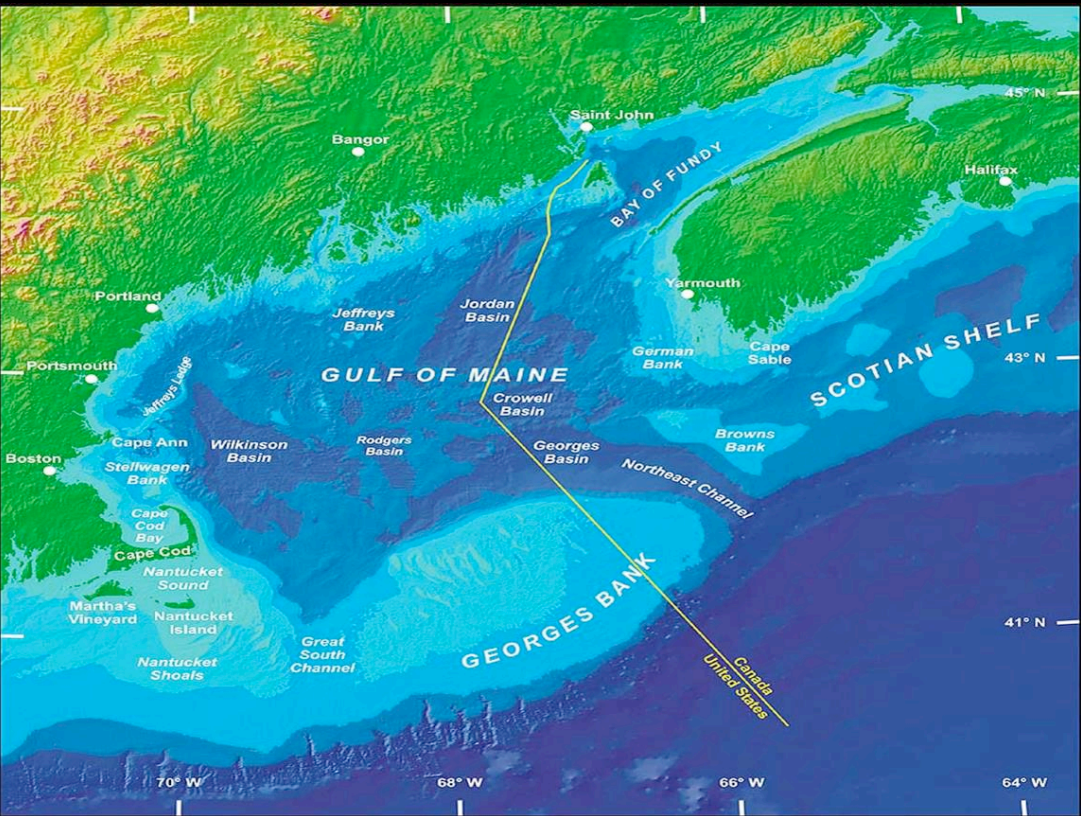 45° N
Saint John
Bangor
Halifax
BAY OF FUNDY
Yarmouth
Portland
Jordan
Basin
Jeffreys
Bank
GULF OF MAINE
German
Bank
Cape
Sable
SCOTIAN SHELF
43° N
Portsmouth
Jeffreys Ledge
Crowell
Basin
Cape Ann
Wilkinson
Basin
Rodgers
Basin
Georges
Basin
Browns
Bank
Boston
Stellwagen
Bank
Northeast Channel
Cape
Cod
Bay
Cape Cod
Nantucket
Sound
Martha's
Vineyard
Nantucket
Island
GEORGES BANK
41° N
Great
South
Channel
Nantucket
Shoals
Canada
United States
70° W
68° W
66° W
64° W